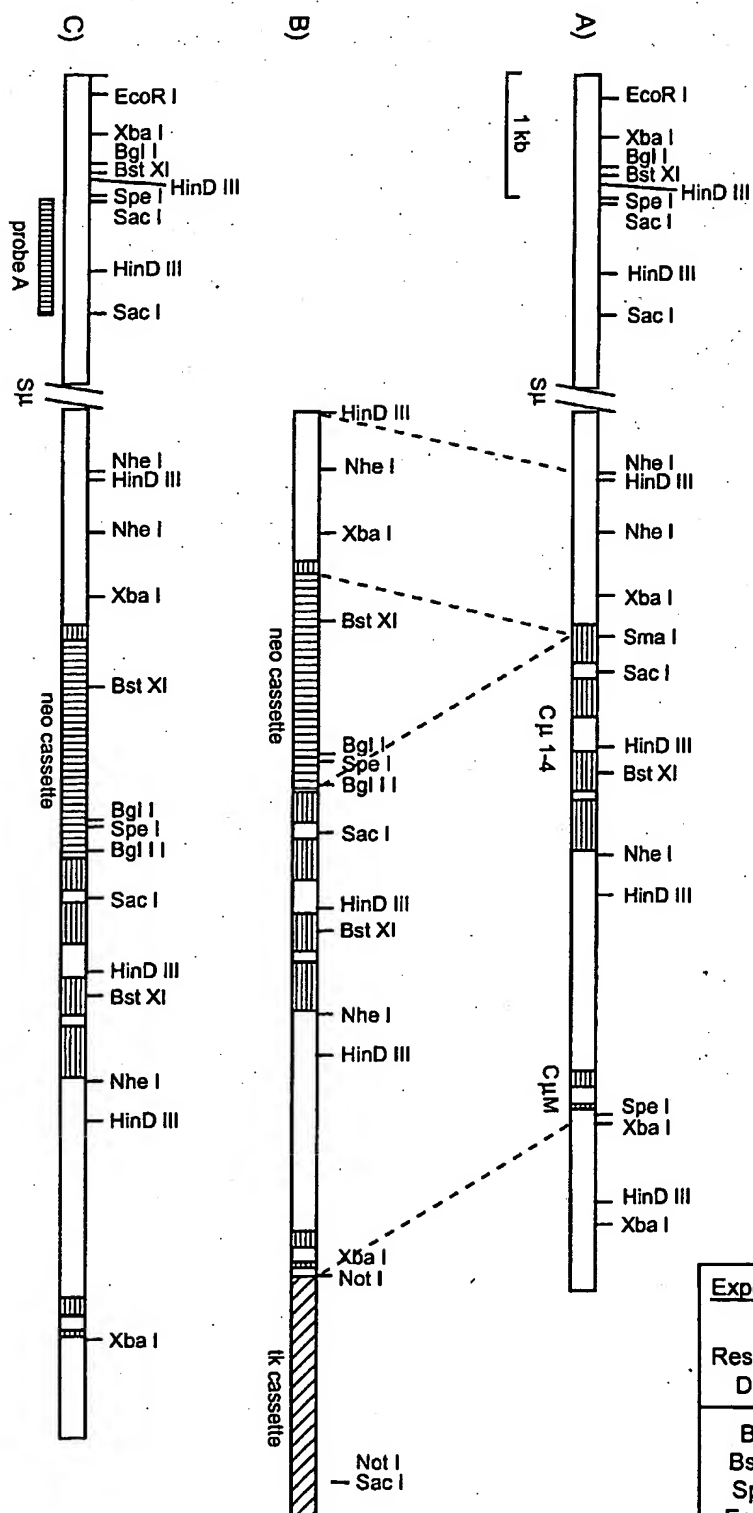 A)
EcoR I
Xba I
Bgl I
Bst XI
HinD III
Spe I
Sac I
HinD III
Sac I
1 kb
Sμ
Nhe I
HinD III
Nhe I
Xba I
Sma I
Sac I
Cμ 1-4
HinD III
Bst XI
Nhe I
HinD III
CμM
Spe I
Xba I
HinD III
Xba I
B)
HinD III
Nhe I
Xba I
Bst XI
neo cassette
Bgl I
Spe I
Bgl II
Sac I
HinD III
Bst XI
Nhe I
HinD III
Xba I
Not I
tk cassette
Not I
Sac I
C)
EcoR I
Xba I
Bgl I
Bst XI
HinD III
Spe I
Sac I
HinD III
Sac I
probe A
Sμ
Nhe I
HinD III
Nhe I
Xba I
Bst XI
neo cassette
Bgl I
Spe I
Bgl II
Sac I
HinD III
Bst XI
Nhe I
HinD III
Xba I